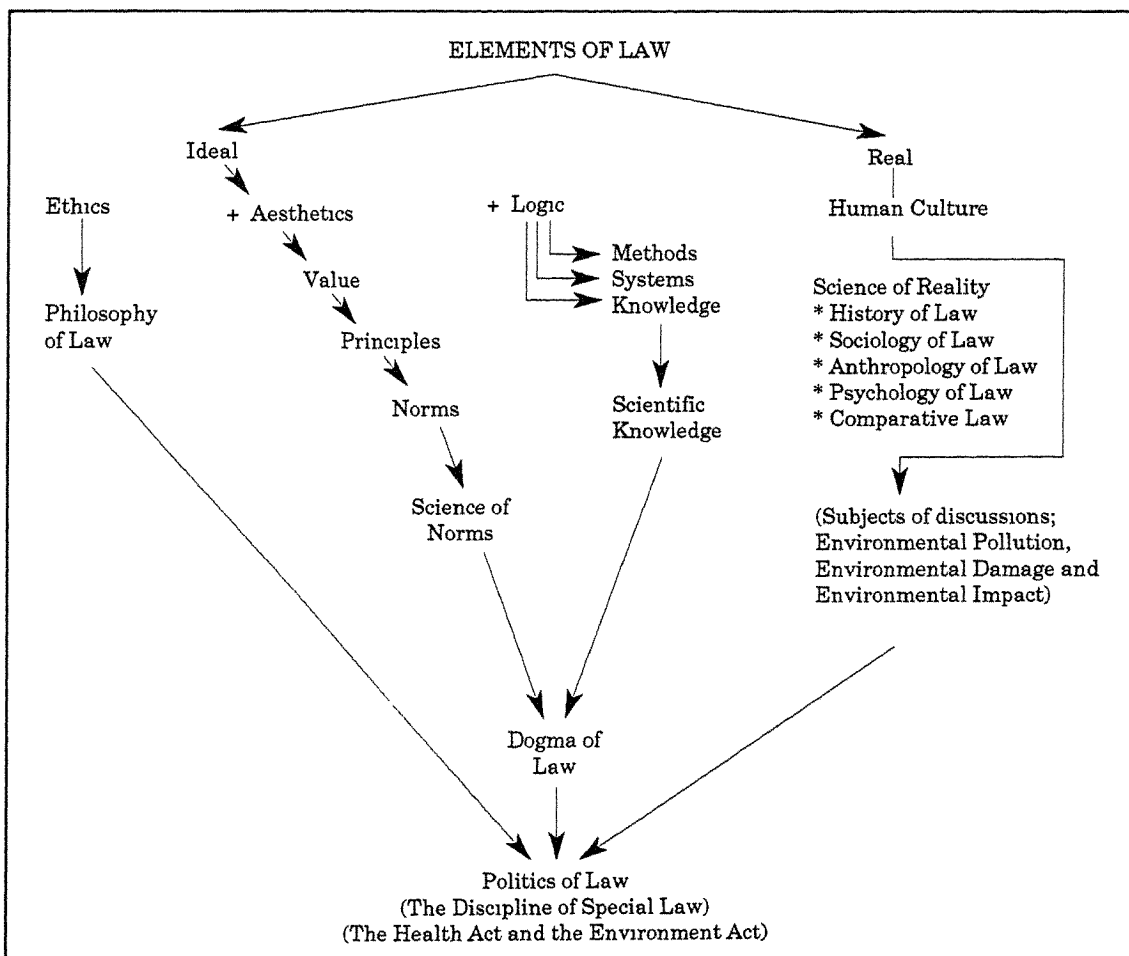 ELEMENTS OF LAW
Ideal
Real
Ethics
+ Aesthetics
+ Logic
Human Culture
Methods
Systems
Knowledge
Value
Philosophy
of Law
Principles
Science of Reality
* History of Law
* Sociology of Law
* Anthropology of Law
* Psychology of Law
* Comparative Law
Norms
Scientific
Knowledge
Science of
Norms
(Subjects of discussions;
Environmental Pollution,
Environmental Damage and
Environmental Impact)
Dogma of
Law
Politics of Law
(The Discipline of Special Law)
(The Health Act and the Environment Act)